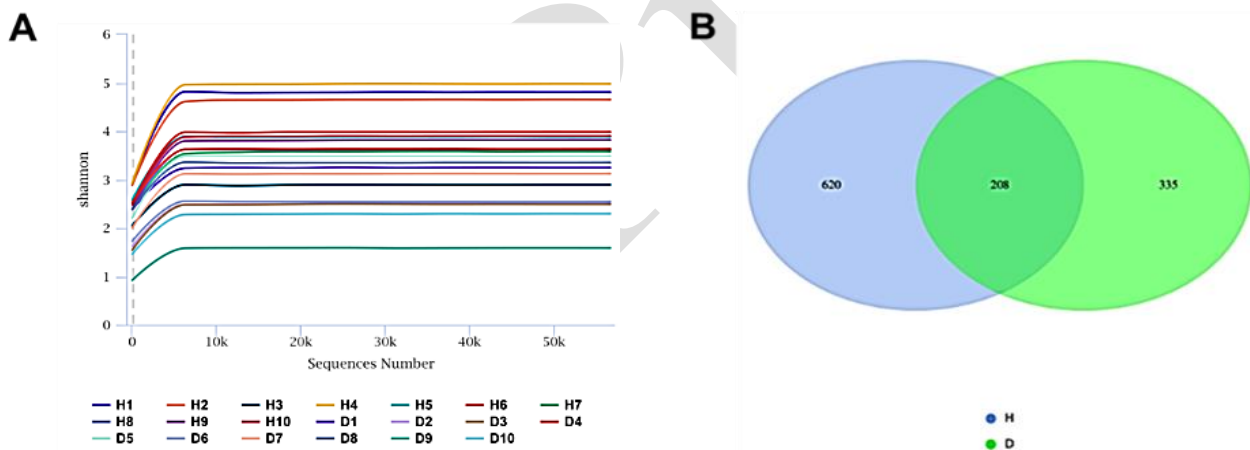 A
B
6
5
4
3
2
1
0
shannon
0 10k 20k 30k 40k 50k
Sequences Number
H1 H2 H3 H4 H5 H6 H7
H8 H9 H10 D1 D2 D3 D4
D5 D6 D7 D8 D9 D10
620 208 335
H
D